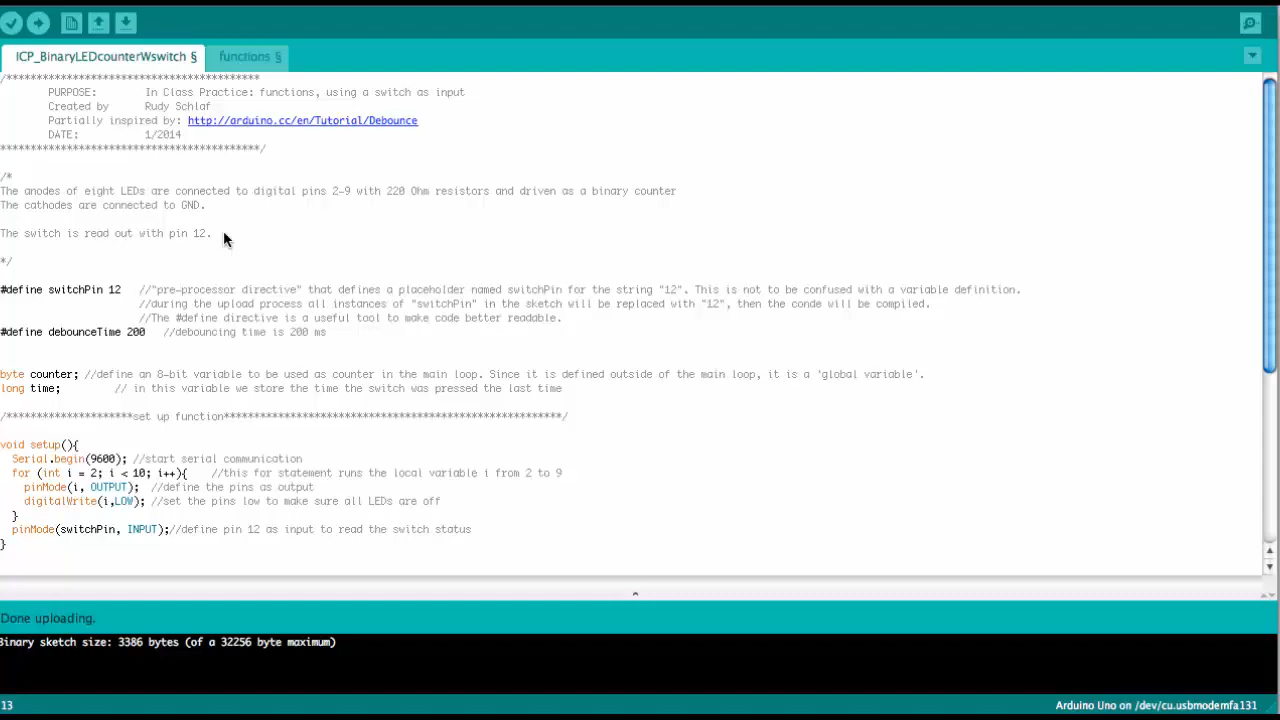 ICP_BinaryLEDcounterWswitch § functions §
/*******************************************
PURPOSE: In Class Practice: functions, using a switch as input
Created by Rudy Schlaf
Partially inspired by: http://arduino.cc/en/Tutorial/Debounce
DATE: 1/2014
*******************************************/
/*
The anodes of eight LEDs are connected to digital pins 2-9 with 220 Ohm resistors and driven as a binary counter
The cathodes are connected to GND.
The switch is read out with pin 12.
*/
#define switchPin 12 //"pre-processor directive" that defines a placeholder named switchPin for the string "12". This is not to be confused with a variable definition.
//during the upload process all instances of "switchPin" in the sketch will be replaced with "12", then the conde will be compiled.
//The #define directive is a useful tool to make code better readable.
#define debounceTime 200 //debouncing time is 200 ms
byte counter; //define an 8-bit variable to be used as counter in the main loop. Since it is defined outside of the main loop, it is a 'global variable'.
long time; // in this variable we store the time the switch was pressed the last time
/*********************set up function********************************************************/
void setup(){
Serial.begin(9600); //start serial communication
for (int i = 2; i < 10; i++){ //this for statement runs the local variable i from 2 to 9
pinMode(i, OUTPUT); //define the pins as output
digitalWrite(i,LOW); //set the pins low to make sure all LEDs are off
}
pinMode(switchPin, INPUT);//define pin 12 as input to read the switch status
}
Done uploading.
Binary sketch size: 3386 bytes (of a 32256 byte maximum)
13 Arduino Uno on /dev/cu.usbmodemfa131